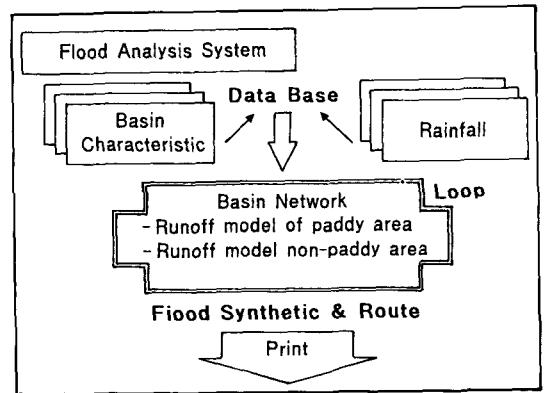 Flood Analysis System
Data Base
Basin
Characteristic
Rainfall
Loop
Basin Network
- Runoff model of paddy area
- Runoff model non-paddy area
Flood Synthetic & Route
Print